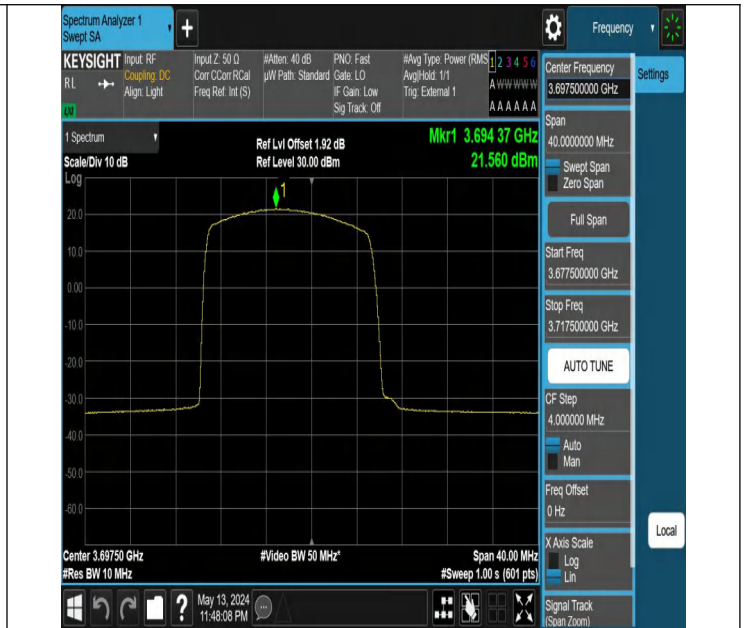 Spectrum Analyzer 1
Swept SA
+
Frequency
KEYSIGHT
RL
Input: RF
Coupling: DC
Align: Light
Input Z: 50 Ω
Corr CCorr RCal
Freq Ref: Int (S)
#Atten: 40 dB
µW Path: Standard
PNO: Fast
Gate: LO
IF Gain: Low
Sig Track: Off
#Avg Type: Power (RMS
Avg|Hold: 1/1
Trig: External 1
1 2 3 4 5 6
A W W W W W
A A A A A A
1 Spectrum
Scale/Div 10 dB
Log
Ref Lvl Offset 1.92 dB
Ref Level 30.00 dBm
Mkr1 3.694 37 GHz
21.560 dBm
1
20.0
10.0
0.00
-10.0
-20.0
-30.0
-40.0
-50.0
-60.0
Center 3.69750 GHz
#Res BW 10 MHz
#Video BW 50 MHz*
Span 40.00 MHz
#Sweep 1.00 s (601 pts)
Center Frequency
3.697500000 GHz
Settings
Span
40.0000000 MHz
Swept Span
Zero Span
Full Span
Start Freq
3.677500000 GHz
Stop Freq
3.717500000 GHz
AUTO TUNE
CF Step
4.000000 MHz
Auto
Man
Freq Offset
0 Hz
X Axis Scale
Log
Lin
Local
Signal Track
(Span Zoom)
?
May 13, 2024
11:48:08 PM